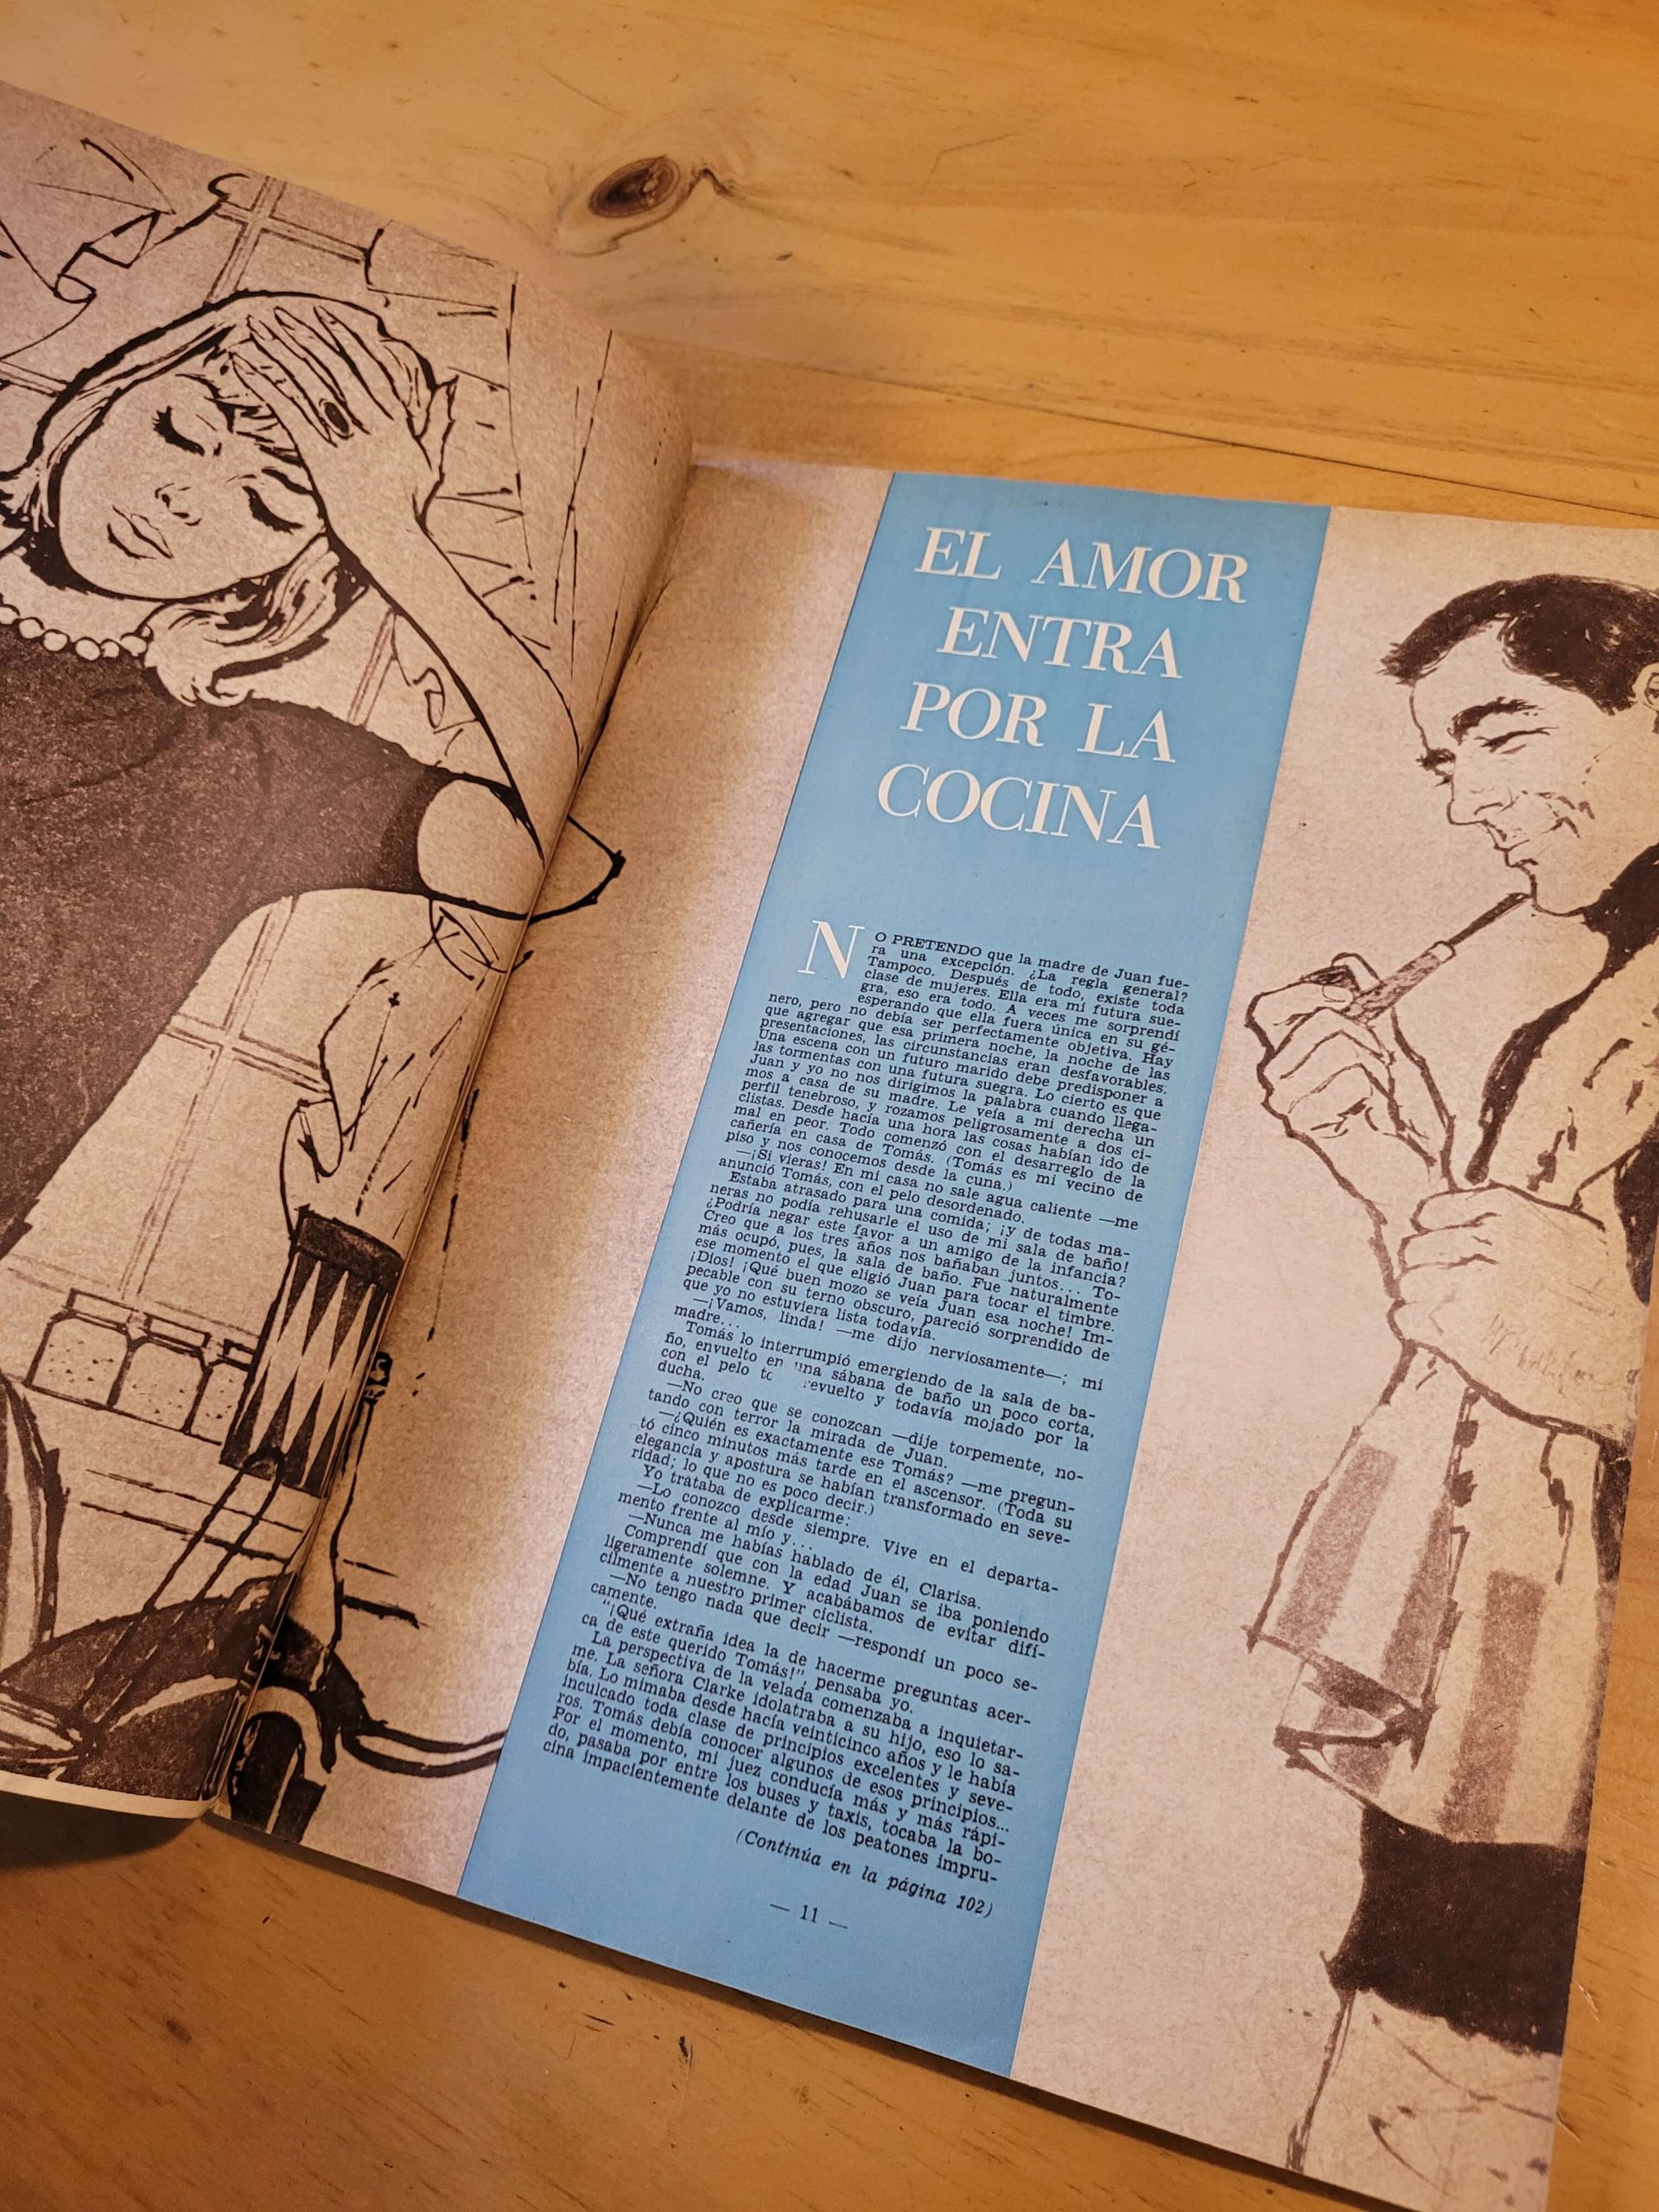 EL AMOR
ENTRA
POR LA
COCINA
NO PRETENDO que la madre de Juan fue-
ra una excepción. ¿La regla general?
Tampoco. Después de todo, existe toda
clase de mujeres. Ella era mi futura sue-
gra, eso era todo. A veces me sorprendí
esperando que ella fuera única en su gé-
nero, pero no debía ser perfectamente objetiva. Hay
que agregar que esa primera noche, la noche de las
presentaciones, las circunstancias eran desfavorables.
Una escena con un futuro marido debe predisponer a
las tormentas con una futura suegra. Lo cierto es que
Juan y yo no nos dirigimos la palabra cuando llega-
mos a casa de su madre. Le veía a mi derecha un
perfil tenebroso, y rozamos peligrosamente a dos ci-
clistas. Desde hacía una hora las cosas habían ido de
mal en peor. Todo comenzó con el desarreglo de la
cañería en casa de Tomás. (Tomás es mi vecino de
piso y nos conocemos desde la cuna.)
—¡Si vieras! En mi casa no sale agua caliente —me
anunció Tomás, con el pelo desordenado.
Estaba atrasado para una comida; ¡y de todas ma-
neras no podía rehusarle el uso de mi sala de baño!
¿Podría negar este favor a un amigo de la infancia?
Creo que a los tres años nos bañaban juntos... To-
más ocupó, pues, la sala de baño. Fue naturalmente
ese momento el que eligió Juan para tocar el timbre.
¡Dios! ¡Qué buen mozo se veía Juan esa noche! Im-
pecable con su terno obscuro, pareció sorprendido de
que yo no estuviera lista todavía.
—¡Vamos, linda! —me dijo nerviosamente—; mi
madre...
Tomás lo interrumpió emergiendo de la sala de ba-
ño, envuelto en una sábana de baño un poco corta,
con el pelo revuelto y todavía mojado por la
ducha.
—No creo que se conozcan —dije torpemente, no-
tando con terror la mirada de Juan.
—¿Quién es exactamente ese Tomás? —me pregun-
tó cinco minutos más tarde en el ascensor. (Toda su
elegancia y apostura se habían transformado en seve-
ridad; lo que no es poco decir.)
Yo trataba de explicarme:
—Lo conozco desde siempre. Vive en el departa-
mento frente al mío y...
—Nunca me habías hablado de él, Clarisa.
Comprendí que con la edad Juan se iba poniendo
ligeramente solemne. Y acabábamos de evitar difí-
cilmente a nuestro primer ciclista.
—No tengo nada que decir —respondí un poco se-
camente.
"¡Qué extraña idea la de hacerme preguntas acer-
ca de este querido Tomás!", pensaba yo.
La perspectiva de la velada comenzaba a inquietar-
me. La señora Clarke idolatraba a su hijo, eso lo sa-
bía. Lo mimaba desde hacía veinticinco años y le había
inculcado toda clase de principios excelentes y seve-
ros. Tomás debía conocer algunos de esos principios...
Por el momento, mi juez conducía más y más rápi-
do, pasaba por entre los buses y taxis, tocaba la bo-
cina impacientemente delante de los peatones impru-
(Continúa en la página 102)
— 11 —